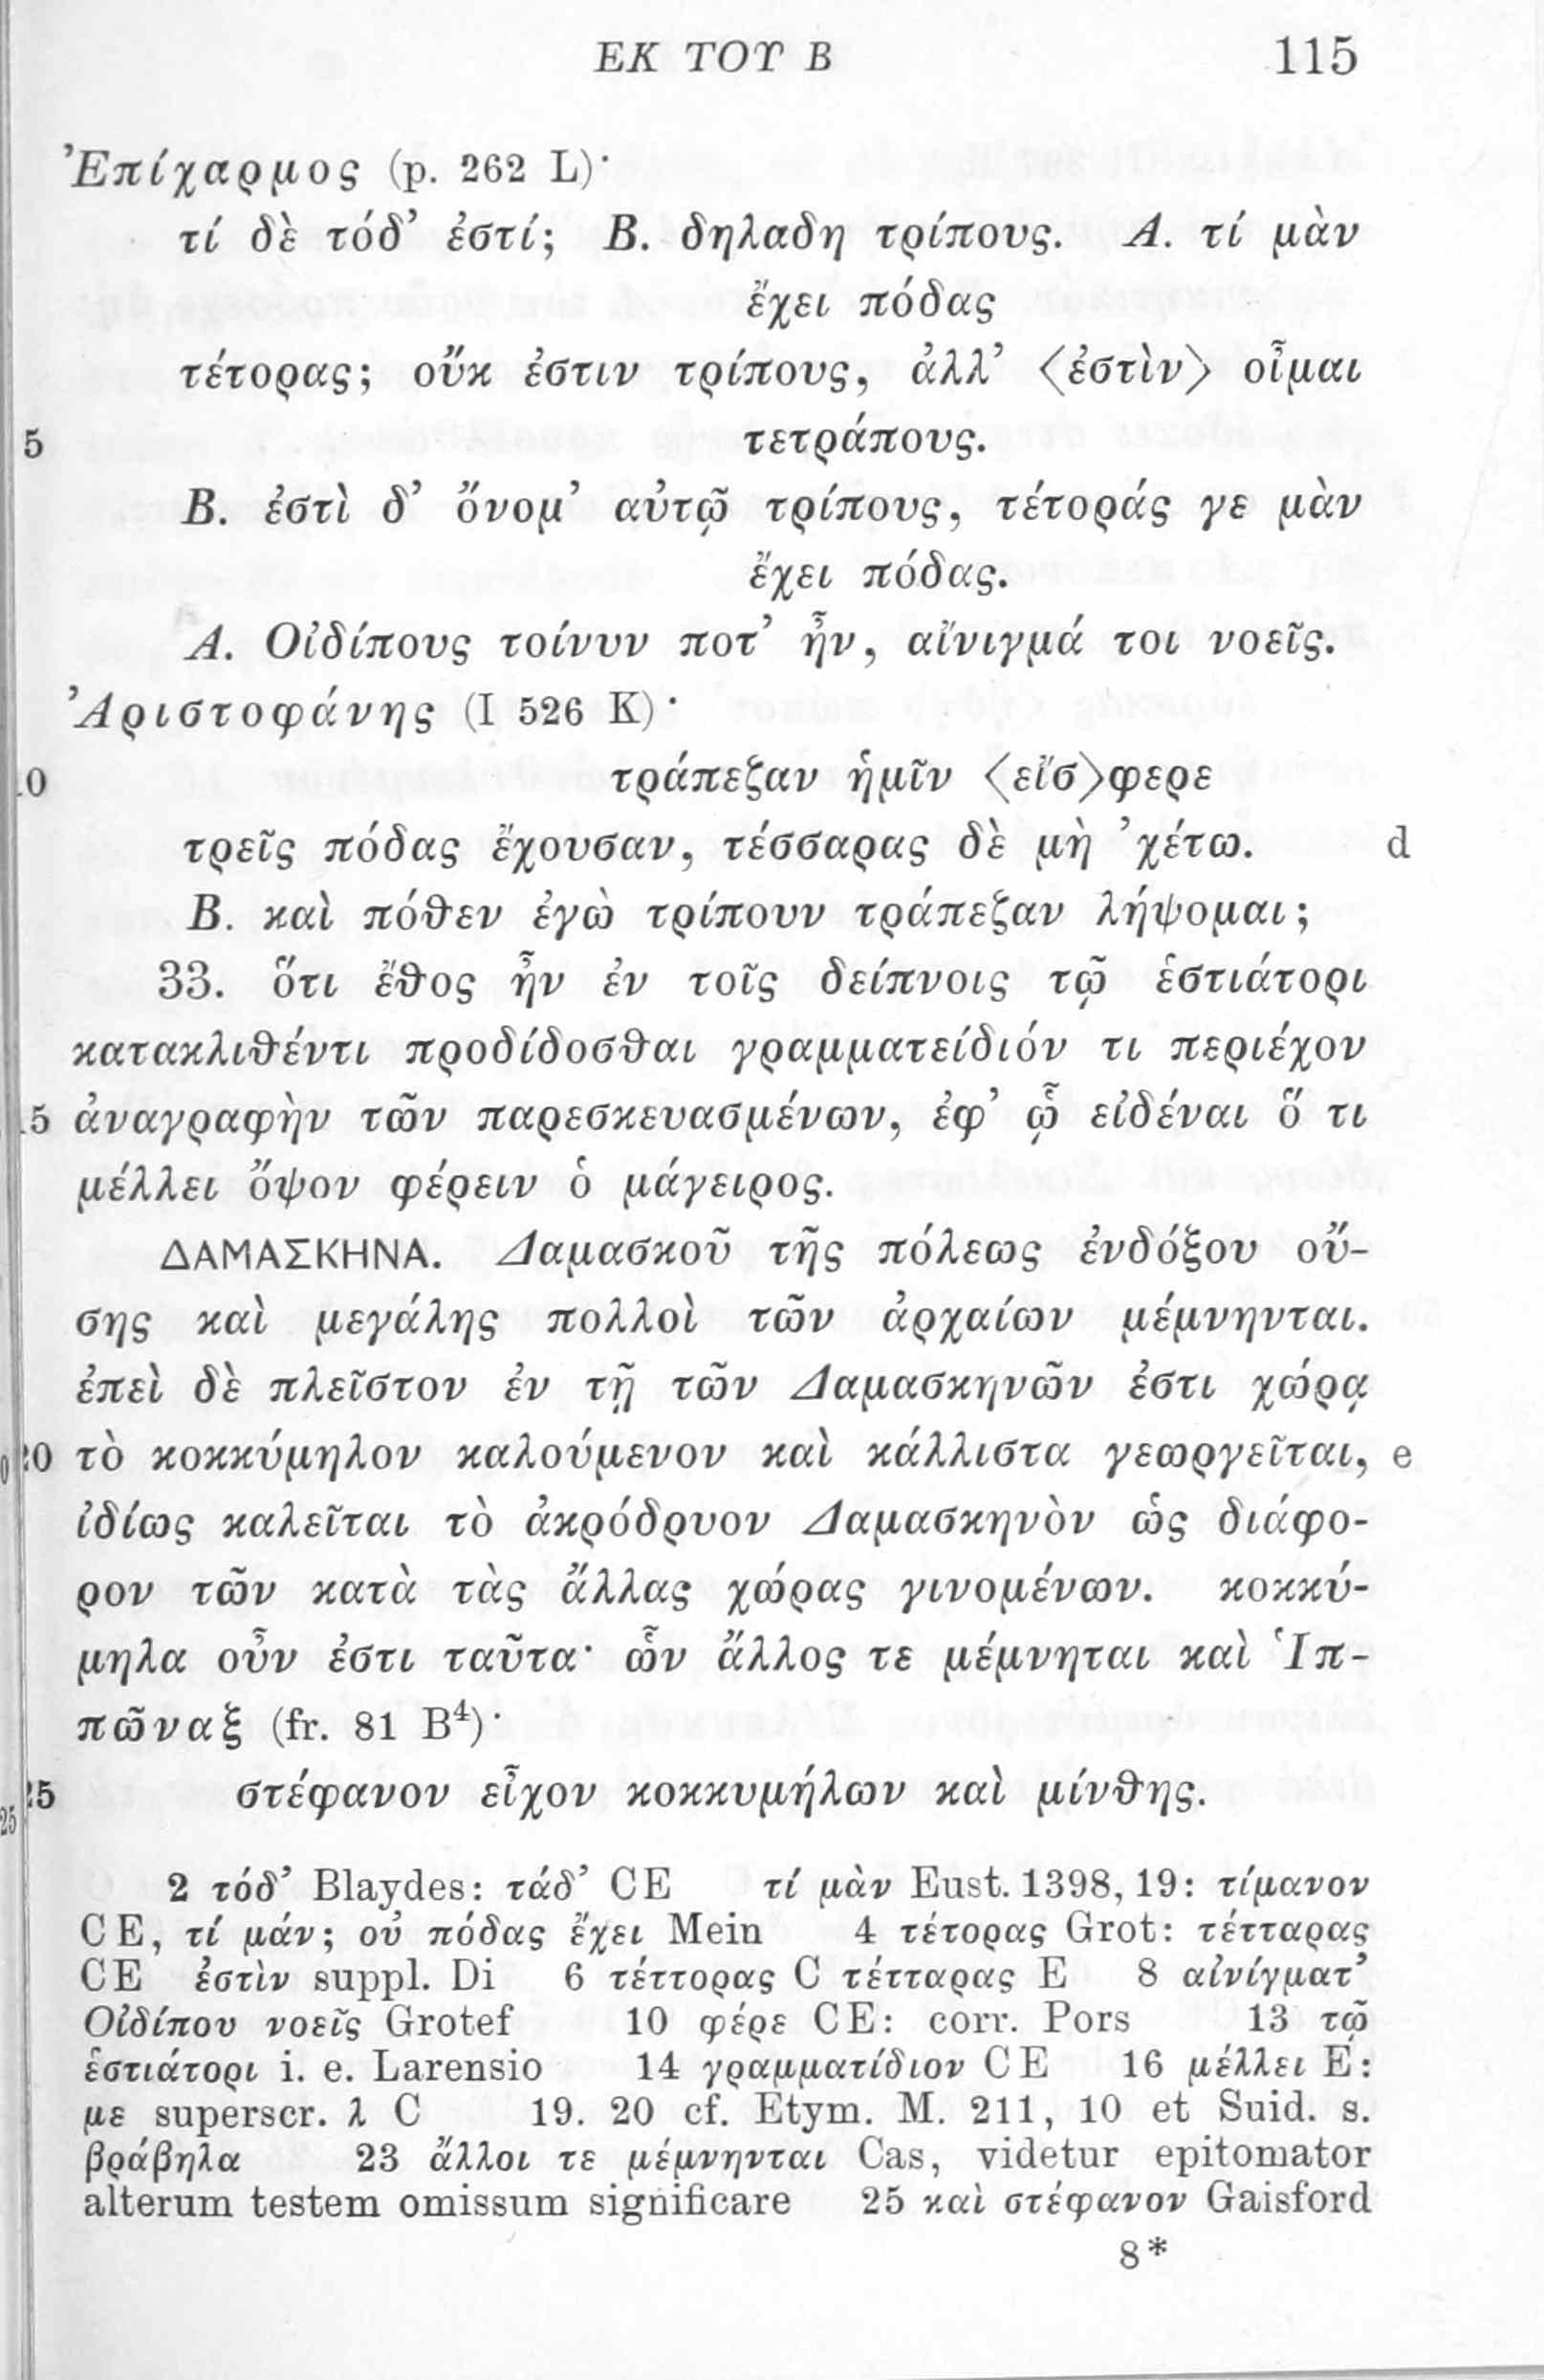 ΕΚ ΤΟΥ Β 115
Ἐπίχαρμος (p. 262 L)·
τί δὲ τόδ’ ἐστί; Β. δηλαδη τρίπους. Α. τί μὰν
ἔχει πόδας
τέτορας; οὔκ ἐστιν τρίπους, ἀλλ’ ⟨ἐστὶν⟩ οἶμαι
5 τετράπους.
Β. ἐστὶ δ’ ὄνομ’ αὐτῷ τρίπους, τέτοράς γε μὰν
ἔχει πόδας.
Α. Οἰδίπους τοίνυν ποτ’ ἦν, αἴνιγμά τοι νοεῖς.
Ἀριστοφάνης (I 526 K)·
0 τράπεζαν ἡμῖν ⟨εἴσ⟩φερε
τρεῖς πόδας ἔχουσαν, τέσσαρας δὲ μὴ ’χέτω. d
Β. καὶ πόθεν ἐγὼ τρίπουν τράπεζαν λήψομαι;
33. ὅτι ἔθος ἦν ἐν τοῖς δείπνοις τῷ ἑστιάτορι
κατακλιθέντι προδίδοσθαι γραμματείδιόν τι περιέχον
5 ἀναγραφὴν τῶν παρεσκευασμένων, ἐφ’ ᾧ εἰδέναι ὅ τι
μέλλει ὄψον φέρειν ὁ μάγειρος.
ΔΑΜΑΣΚΗΝΑ. Δαμασκοῦ τῆς πόλεως ἐνδόξου οὔ-
σης καὶ μεγάλης πολλοὶ τῶν ἀρχαίων μέμνηνται.
ἐπεὶ δὲ πλεῖστον ἐν τῇ τῶν Δαμασκηνῶν ἐστι χώρᾳ
0 τὸ κοκκύμηλον καλούμενον καὶ κάλλιστα γεωργεῖται, e
ἰδίως καλεῖται τὸ ἀκρόδρυον Δαμασκηνὸν ὡς διάφο-
ρον τῶν κατὰ τὰς ἄλλας χώρας γινομένων. κοκκύ-
μηλα οὖν ἐστι ταῦτα· ὧν ἄλλος τε μέμνηται καὶ Ἱπ-
πῶναξ (fr. 81 B⁴)·
5 στέφανον εἶχον κοκκυμήλων καὶ μίνθης.
2 τόδ’ Blaydes: τάδ’ CE τί μὰν Eust. 1398, 19: τίμανον
CE, τί μάν; οὐ πόδας ἔχει Mein 4 τέτορας Grot: τέτταρας
CE ἐστὶν suppl. Di 6 τέττορας C τέτταρας E 8 αἰνίγματ’
Οἰδίπου νοεῖς Grotef 10 φέρε CE: corr. Pors 13 τῷ
ἑστιάτορι i. e. Larensio 14 γραμματίδιον CE 16 μέλλει E:
με superscr. λ C 19. 20 cf. Etym. M. 211, 10 et Suid. s.
βράβηλα 23 ἄλλοι τε μέμνηνται Cas, videtur epitomator
alterum testem omissum significare 25 καὶ στέφανον Gaisford
8*